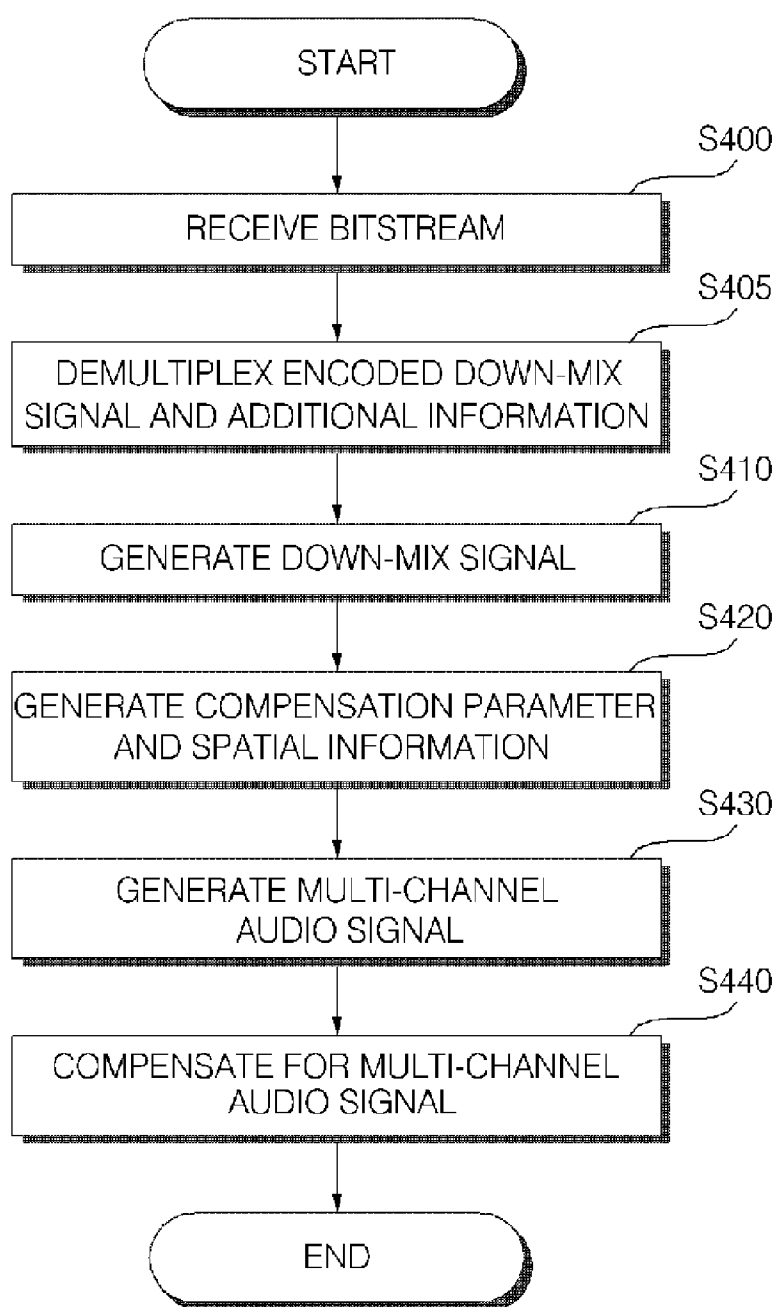 START
S400
RECEIVE BITSTREAM
S405
DEMULTIPLEX ENCODED DOWN-MIX
SIGNAL AND ADDITIONAL INFORMATION
S410
GENERATE DOWN-MIX SIGNAL
S420
GENERATE COMPENSATION PARAMETER
AND SPATIAL INFORMATION
S430
GENERATE MULTI-CHANNEL
AUDIO SIGNAL
S440
COMPENSATE FOR MULTI-CHANNEL
AUDIO SIGNAL
END